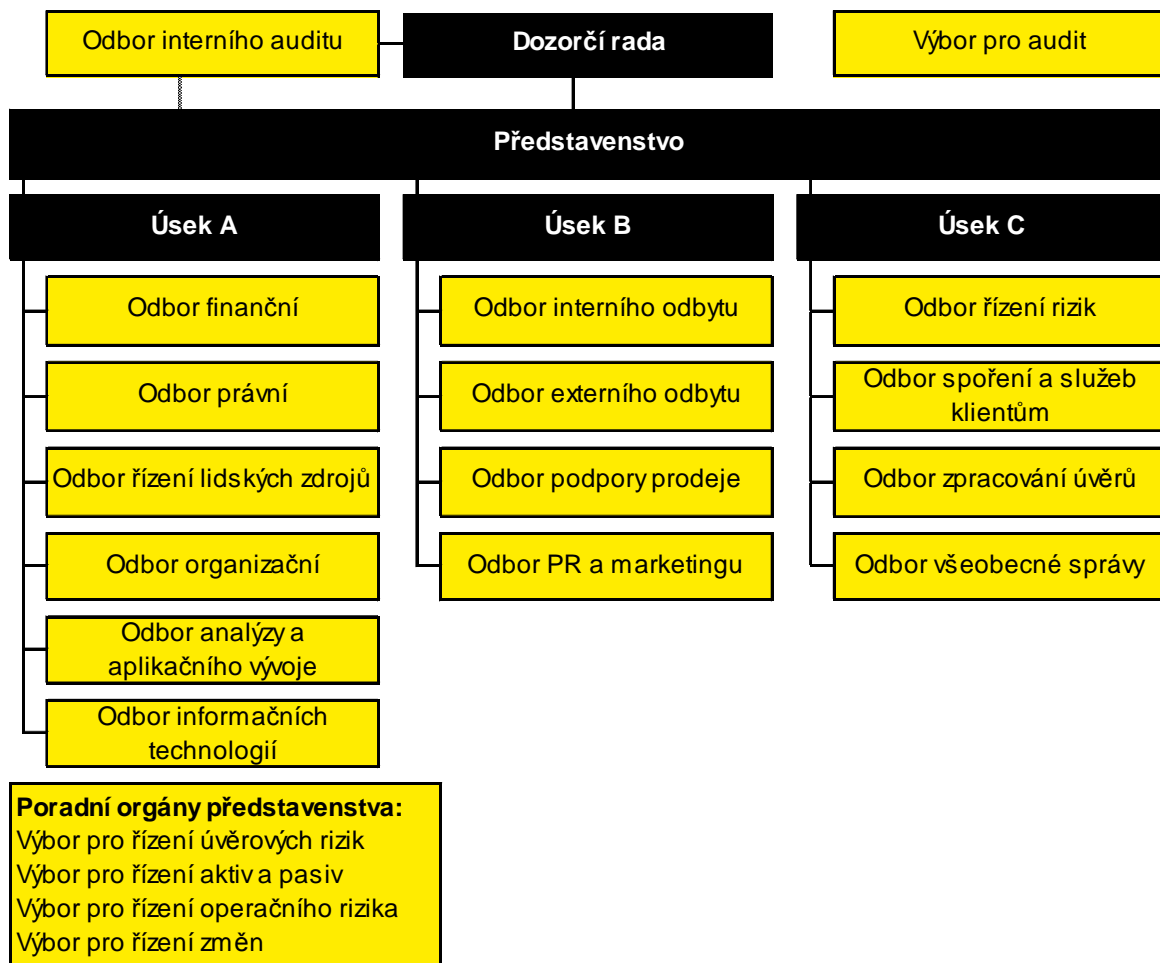 Odbor interního auditu
Dozorčí rada
Výbor pro audit
Představenstvo
Úsek A
Úsek B
Úsek C
Odbor finanční
Odbor interního odbytu
Odbor řízení rizik
Odbor právní
Odbor externího odbytu
Odbor spoření a služeb
klientům
Odbor řízení lidských zdrojů
Odbor podpory prodeje
Odbor zpracování úvěrů
Odbor organizační
Odbor PR a marketingu
Odbor všeobecné správy
Odbor analýzy a
aplikačního vývoje
Odbor informačních
technologií
Poradní orgány představenstva:
Výbor pro řízení úvěrových rizik
Výbor pro řízení aktiv a pasiv
Výbor pro řízení operačního rizika
Výbor pro řízení změn